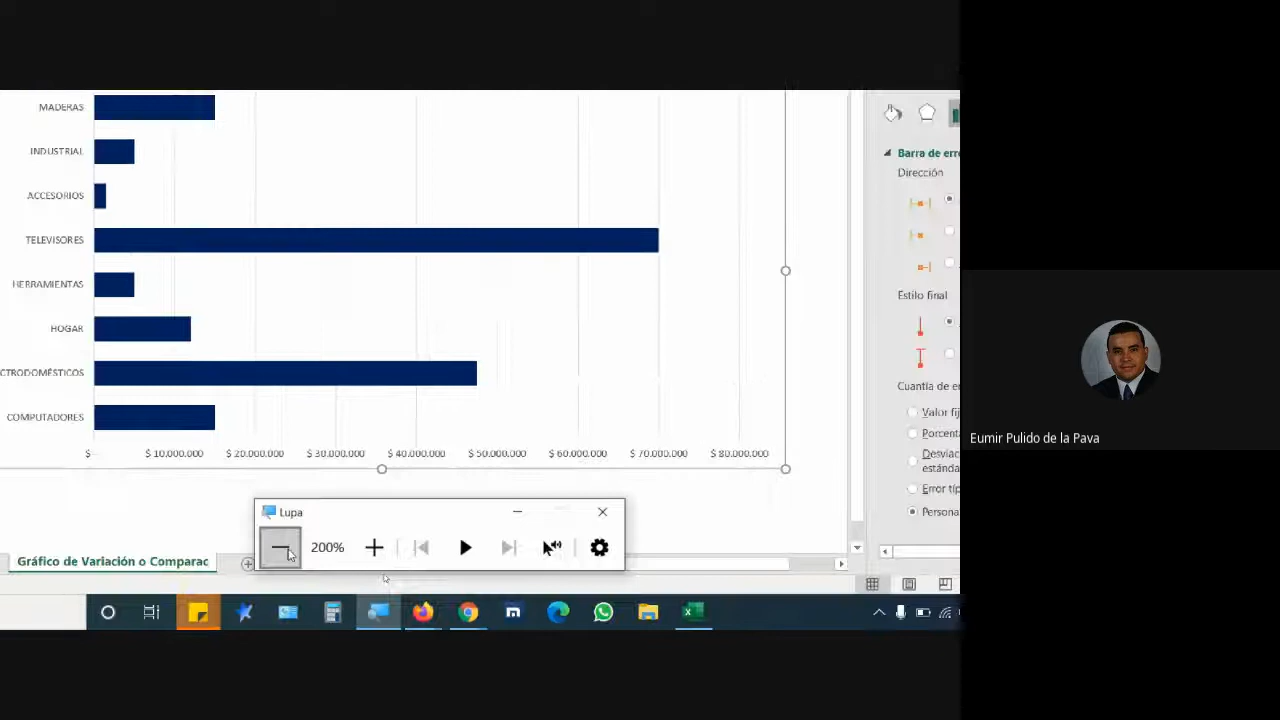 MADERAS
INDUSTRIAL
ACCESORIOS
TELEVISORES
HERRAMIENTAS
HOGAR
CTRODOMÉSTICOS
COMPUTADORES
$ $ 10.000.000 $ 20.000.000 $ 30.000.000 $ 40.000.000 $ 50.000.000 $ 60.000.000 $ 70.000.000 $ 80.000.000
Barra de erro
Dirección
Estilo final
Cuantía de er
Valor fij
Porcenta
Desviac
estánda
Error típ
Persona
Lupa
200%
Gráfico de Variación o Comparac
Eumir Pulido de la Pava